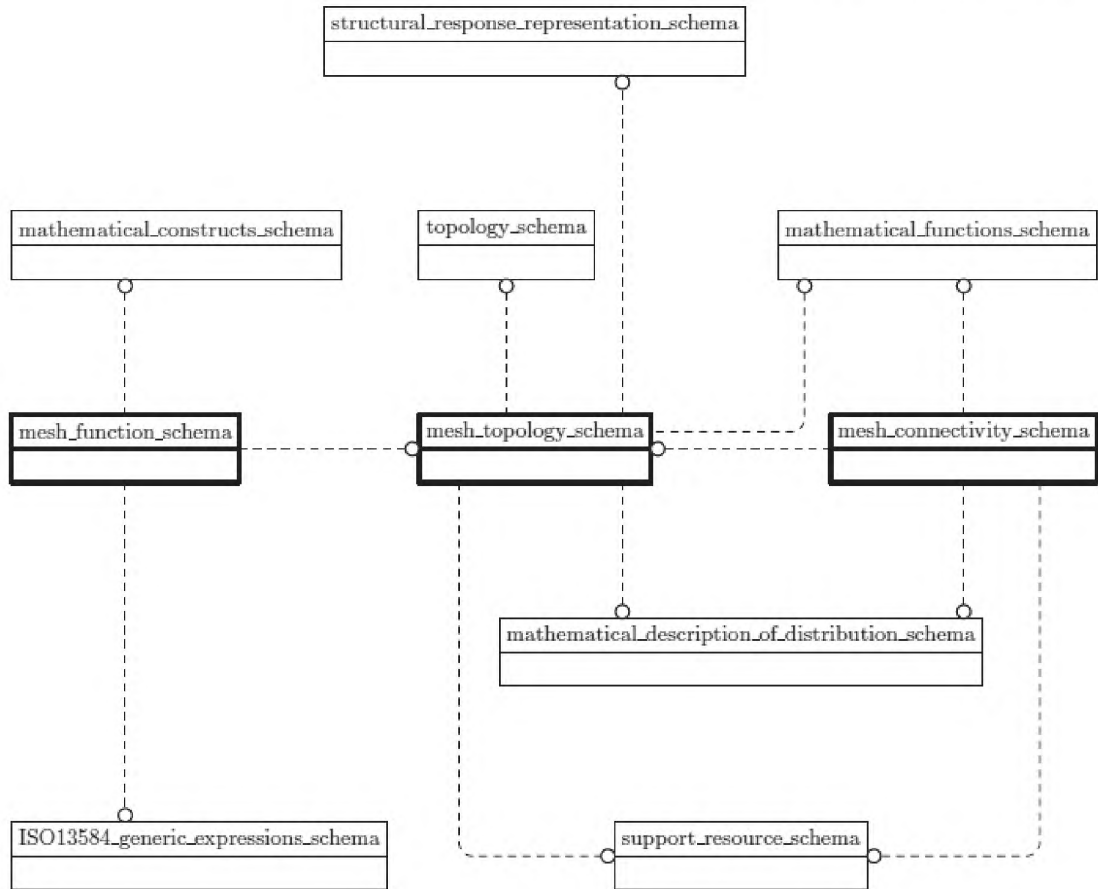 structural_response_representation_schema
mathematical_constructs_schema
topology_schema
mathematical_functions_schema
mesh_function_schema
mesh_topology_schema
mesh_connectivity_schema
mathematical_description_of_distribution_schema
ISO13584_generic_expressions_schema
support_resource_schema